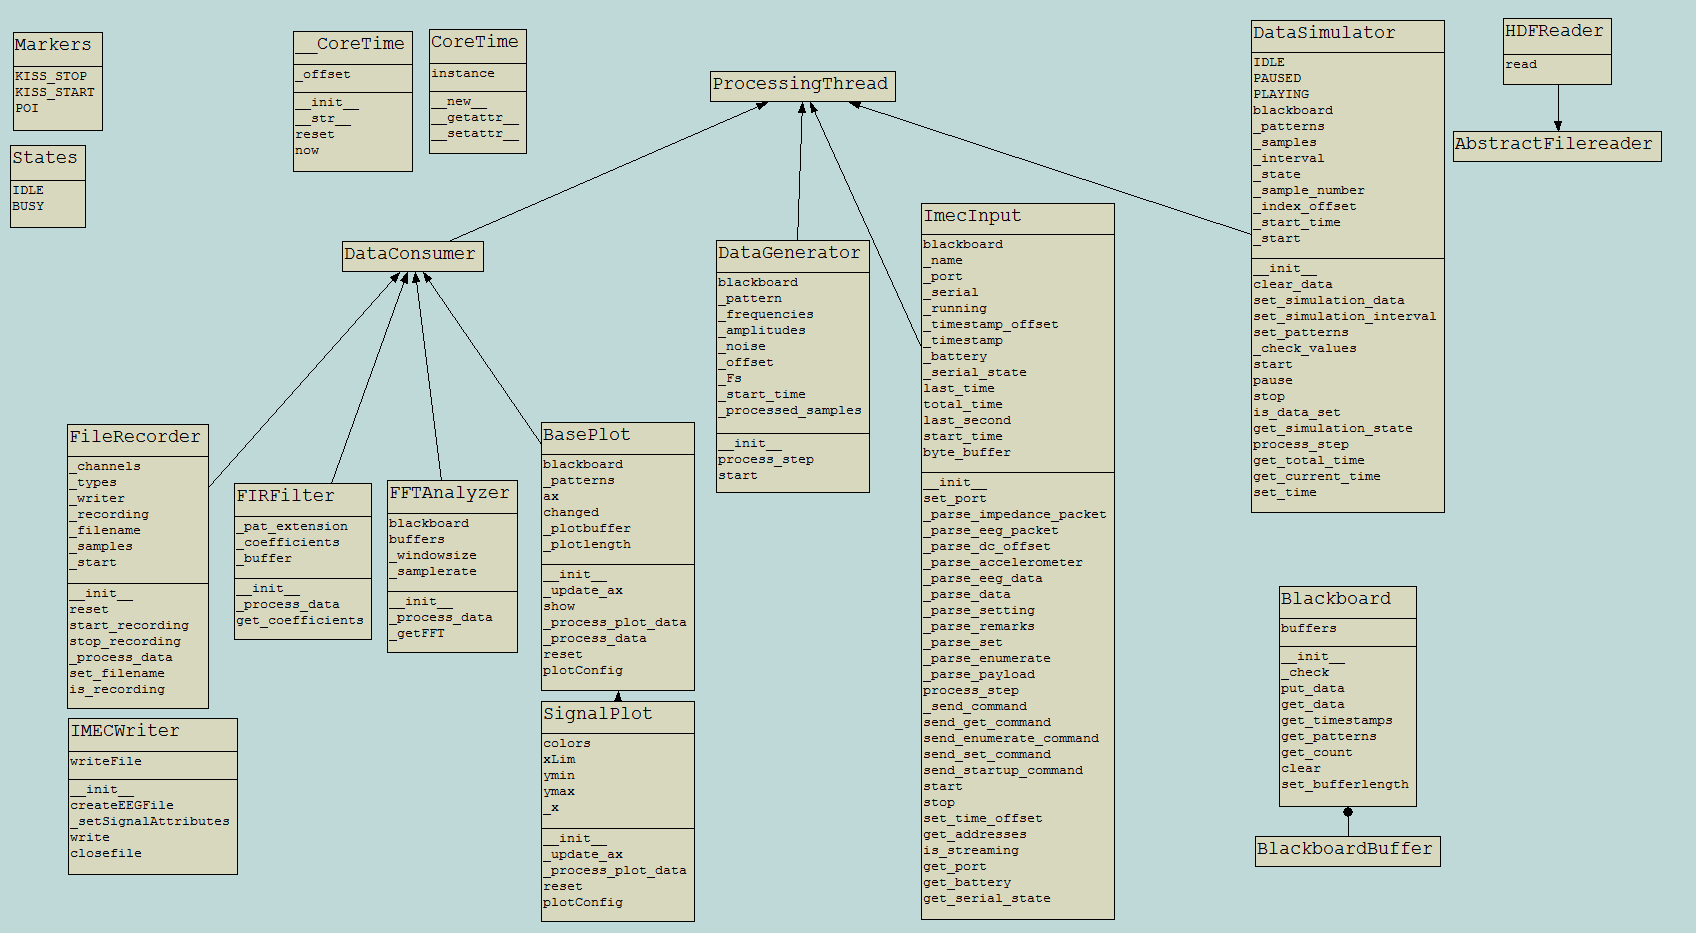 Markers
KISS_STOP
KISS_START
POI
States
IDLE
BUSY
__CoreTime
_offset
__init__
__str__
reset
now
CoreTime
instance
__new__
__getattr__
__setattr__
ProcessingThread
DataConsumer
FileRecorder
_channels
_types
_writer
_recording
_filename
_samples
_start
__init__
reset
start_recording
stop_recording
_process_data
set_filename
is_recording
IMECWriter
writeFile
__init__
createEEGFile
_setSignalAttributes
write
closefile
FIRFilter
_pat_extension
_coefficients
_buffer
__init__
_process_data
get_coefficients
FFTAnalyzer
blackboard
buffers
_windowsize
_samplerate
__init__
_process_data
_getFFT
BasePlot
blackboard
_patterns
ax
changed
_plotbuffer
_plotlength
__init__
_update_ax
show
_process_plot_data
_process_data
reset
plotConfig
SignalPlot
colors
xLim
ymin
ymax
_x
__init__
_update_ax
_process_plot_data
reset
plotConfig
DataGenerator
blackboard
_pattern
_frequencies
_amplitudes
_noise
_offset
_Fs
_start_time
_processed_samples
__init__
process_step
start
ImecInput
blackboard
_name
_port
_serial
_running
_timestamp_offset
_timestamp
_battery
_serial_state
last_time
total_time
last_second
start_time
byte_buffer
__init__
set_port
_parse_impedance_packet
_parse_eeg_packet
_parse_dc_offset
_parse_accelerometer
_parse_eeg_data
_parse_data
_parse_setting
_parse_remarks
_parse_set
_parse_enumerate
_parse_payload
process_step
_send_command
send_get_command
send_enumerate_command
send_set_command
send_startup_command
start
stop
set_time_offset
get_addresses
is_streaming
get_port
get_battery
get_serial_state
DataSimulator
IDLE
PAUSED
PLAYING
blackboard
_patterns
_samples
_interval
_state
_sample_number
_index_offset
_start_time
_start
__init__
clear_data
set_simulation_data
set_simulation_interval
set_patterns
_check_values
start
pause
stop
is_data_set
get_simulation_state
process_step
get_total_time
get_current_time
set_time
HDFReader
read
AbstractFilereader
Blackboard
buffers
__init__
_check
put_data
get_data
get_timestamps
get_patterns
get_count
clear
set_bufferlength
BlackboardBuffer